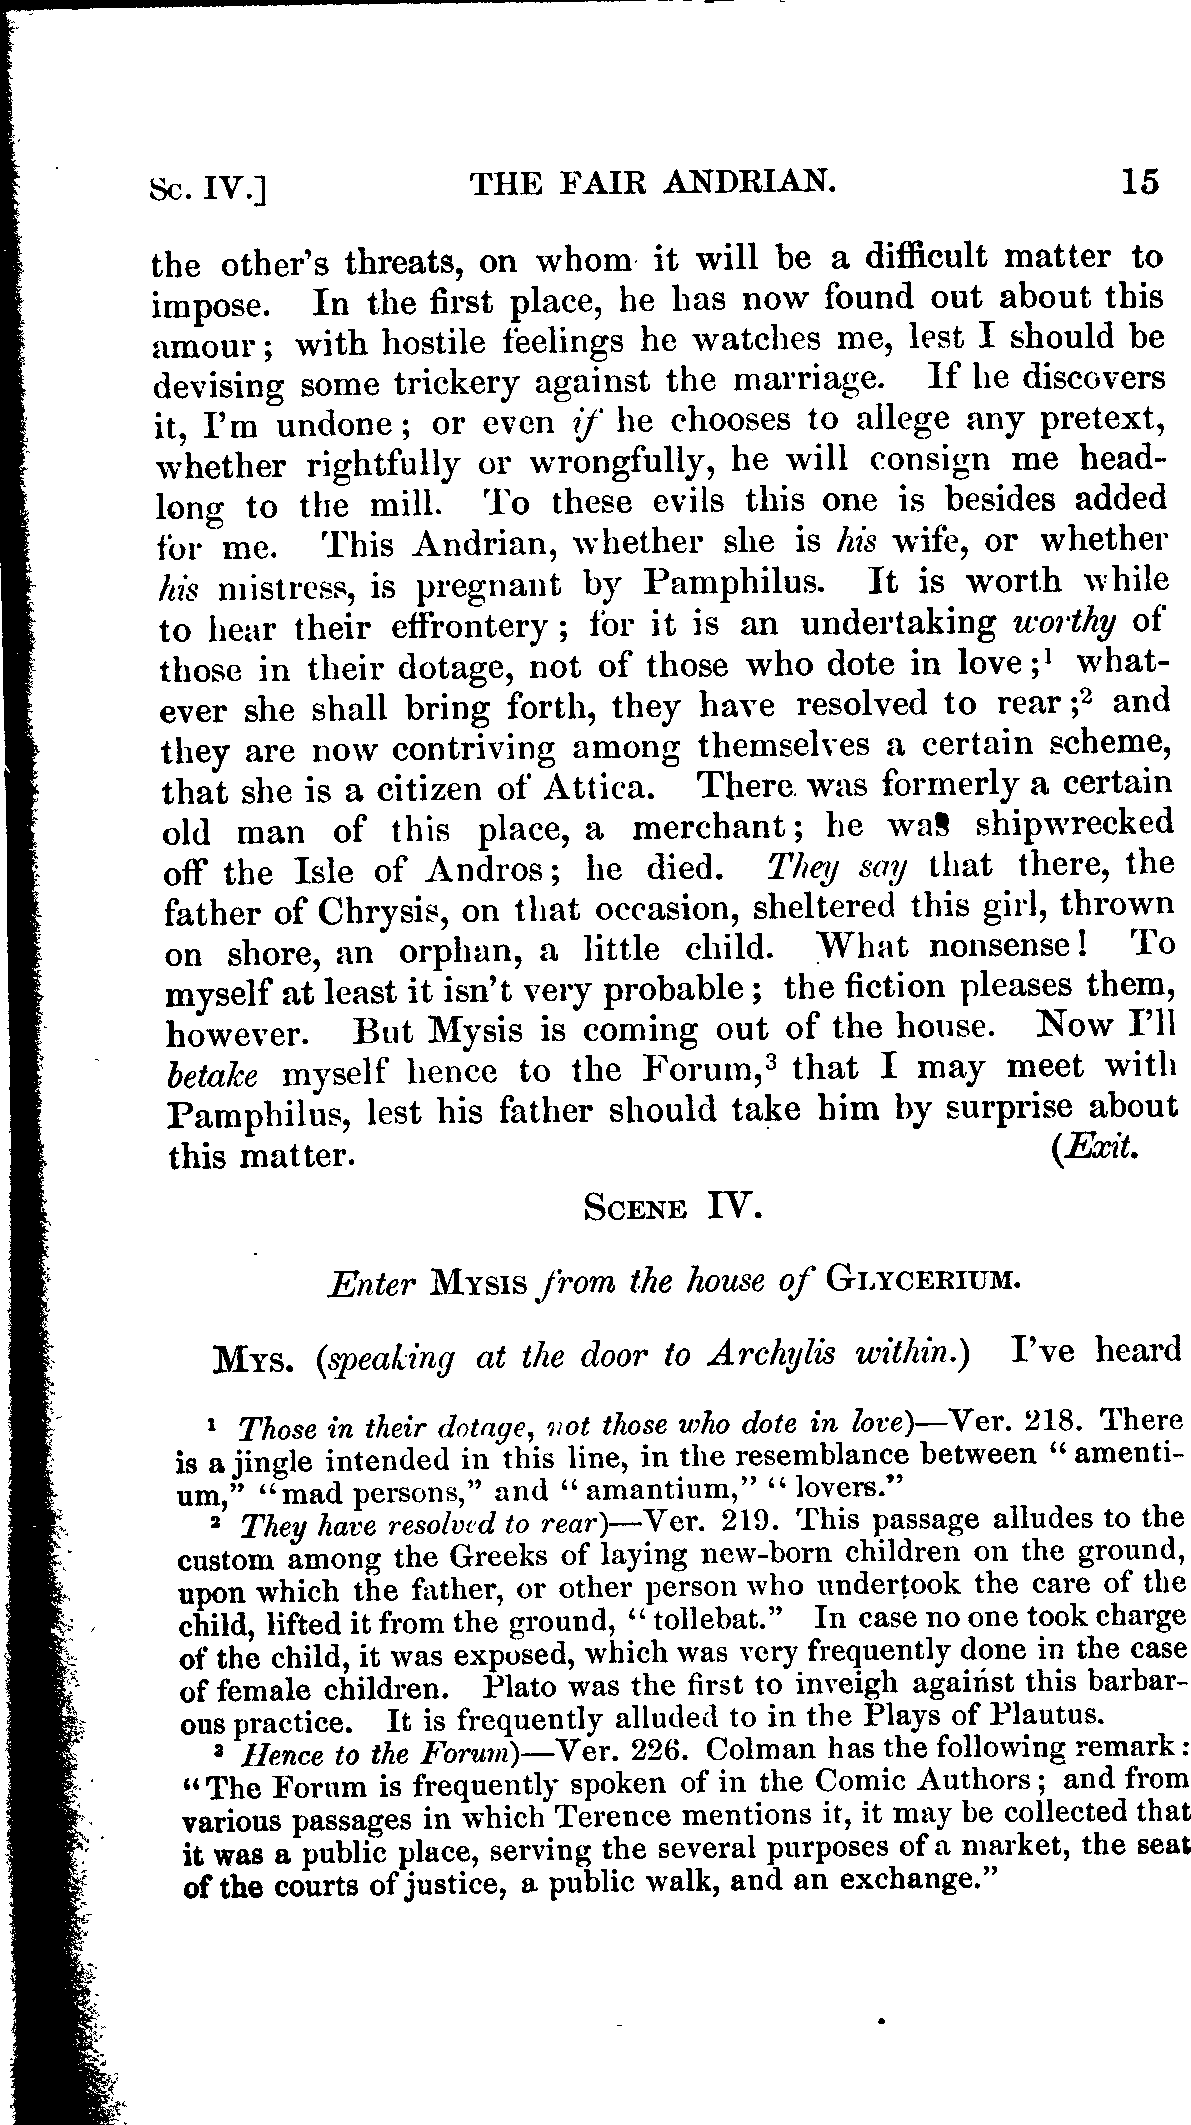 Sc. IV.] THE FAIR ANDRIAN. 15
the other's threats, on whom it will be a difficult matter to
impose. In the first place, he has now found out about this
amour; with hostile feelings he watches me, lest I should be
devising some trickery against the marriage. If he discovers
it, I'm undone; or even if he chooses to allege any pretext,
whether rightfully or wrongfully, he will consign me head-
long to the mill. To these evils this one is besides added
for me. This Andrian, whether she is his wife, or whether
his mistress, is pregnant by Pamphilus. It is worth while
to hear their effrontery; for it is an undertaking worthy of
those in their dotage, not of those who dote in love;¹ what-
ever she shall bring forth, they have resolved to rear;² and
they are now contriving among themselves a certain scheme,
that she is a citizen of Attica. There was formerly a certain
old man of this place, a merchant; he was shipwrecked
off the Isle of Andros; he died. They say that there, the
father of Chrysis, on that occasion, sheltered this girl, thrown
on shore, an orphan, a little child. What nonsense! To
myself at least it isn't very probable; the fiction pleases them,
however. But Mysis is coming out of the house. Now I'll
betake myself hence to the Forum,³ that I may meet with
Pamphilus, lest his father should take him by surprise about
this matter. (Exit.
Scene IV.
Enter Mysis from the house of Glycerium.
Mys. (speaking at the door to Archylis within.) I've heard
¹ Those in their dotage, not those who dote in love)—Ver. 218. There
is a jingle intended in this line, in the resemblance between "amenti-
um," "mad persons," and "amantium," "lovers."
² They have resolved to rear)—Ver. 219. This passage alludes to the
custom among the Greeks of laying new-born children on the ground,
upon which the father, or other person who undertook the care of the
child, lifted it from the ground, "tollebat." In case no one took charge
of the child, it was exposed, which was very frequently done in the case
of female children. Plato was the first to inveigh against this barbar-
ous practice. It is frequently alluded to in the Plays of Plautus.
³ Hence to the Forum)—Ver. 226. Colman has the following remark:
"The Forum is frequently spoken of in the Comic Authors; and from
various passages in which Terence mentions it, it may be collected that
it was a public place, serving the several purposes of a market, the seat
of the courts of justice, a public walk, and an exchange."